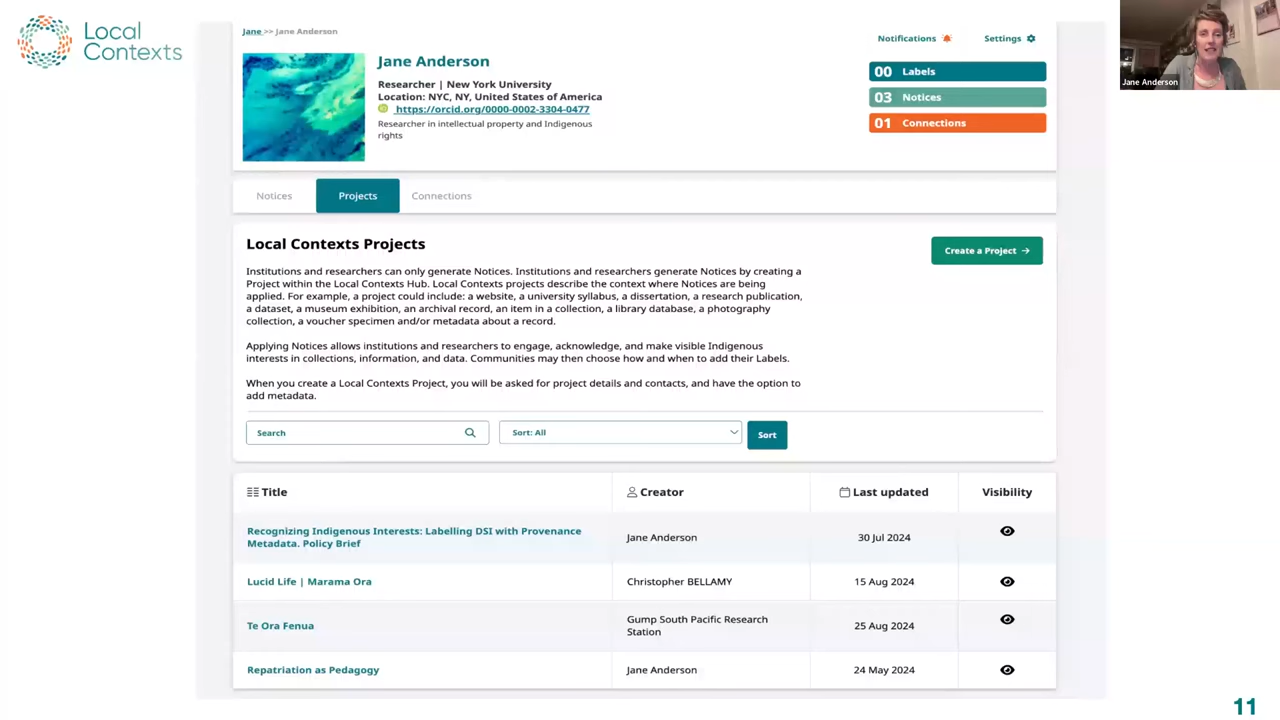 Local
Contexts
Jane >> Jane Anderson
Notifications
Settings
Jane Anderson
Researcher | New York University
Location: NYC, NY, United States of America
https://orcid.org/0000-0002-3304-0477
Researcher in intellectual property and Indigenous
rights
00 Labels
03 Notices
01 Connections
Jane Anderson
Notices
Projects
Connections
Local Contexts Projects
Create a Project →
Institutions and researchers can only generate Notices. Institutions and researchers generate Notices by creating a
Project within the Local Contexts Hub. Local Contexts projects describe the context where Notices are being
applied. For example, a project could include: a website, a university syllabus, a dissertation, a research publication,
a dataset, a museum exhibition, an archival record, an item in a collection, a library database, a photography
collection, a voucher specimen and/or metadata about a record.
Applying Notices allows institutions and researchers to engage, acknowledge, and make visible Indigenous
interests in collections, information, and data. Communities may then choose how and when to add their Labels.
When you create a Local Contexts Project, you will be asked for project details and contacts, and have the option to
add metadata.
Search
Sort: All
Sort
Title
Creator
Last updated
Visibility
Recognizing Indigenous Interests: Labelling DSI with Provenance
Metadata. Policy Brief
Jane Anderson
30 Jul 2024
Lucid Life | Marama Ora
Christopher BELLAMY
15 Aug 2024
Te Ora Fenua
Gump South Pacific Research
Station
25 Aug 2024
Repatriation as Pedagogy
Jane Anderson
24 May 2024
11